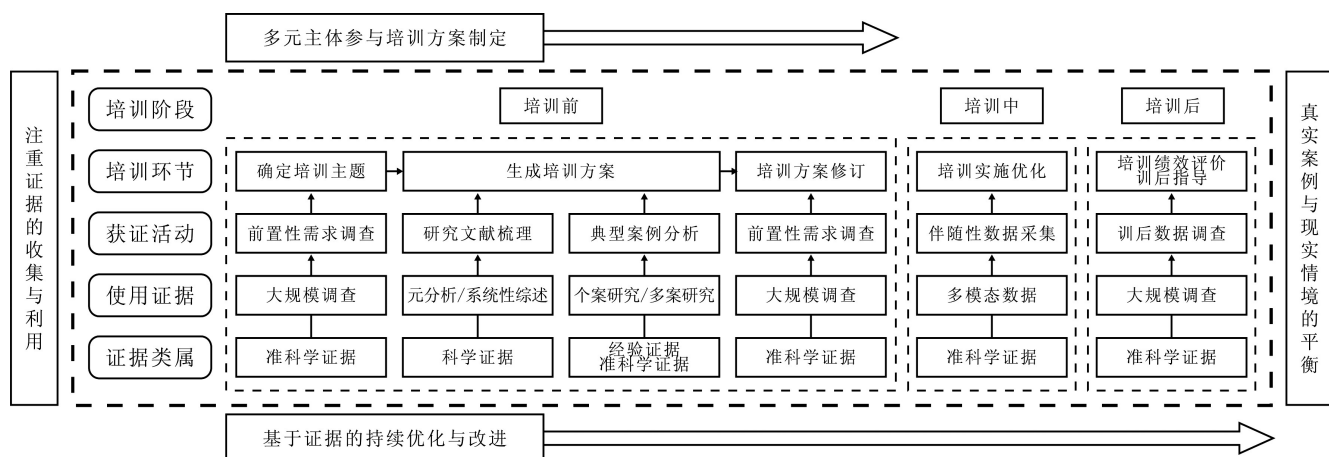 多元主体参与培训方案制定
注重证据的收集与利用
培训阶段
培训前
培训中
培训后
培训环节
确定培训主题
生成培训方案
培训方案修订
培训实施优化
培训绩效评价
训后指导
获证活动
前置性需求调查
研究文献梳理
典型案例分析
前置性需求调查
伴随性数据采集
训后数据调查
使用证据
大规模调查
元分析/系统性综述
个案研究/多案研究
大规模调查
多模态数据
大规模调查
证据类属
准科学证据
科学证据
经验证据
准科学证据
准科学证据
准科学证据
准科学证据
真实案例与现实情境的平衡
基于证据的持续优化与改进